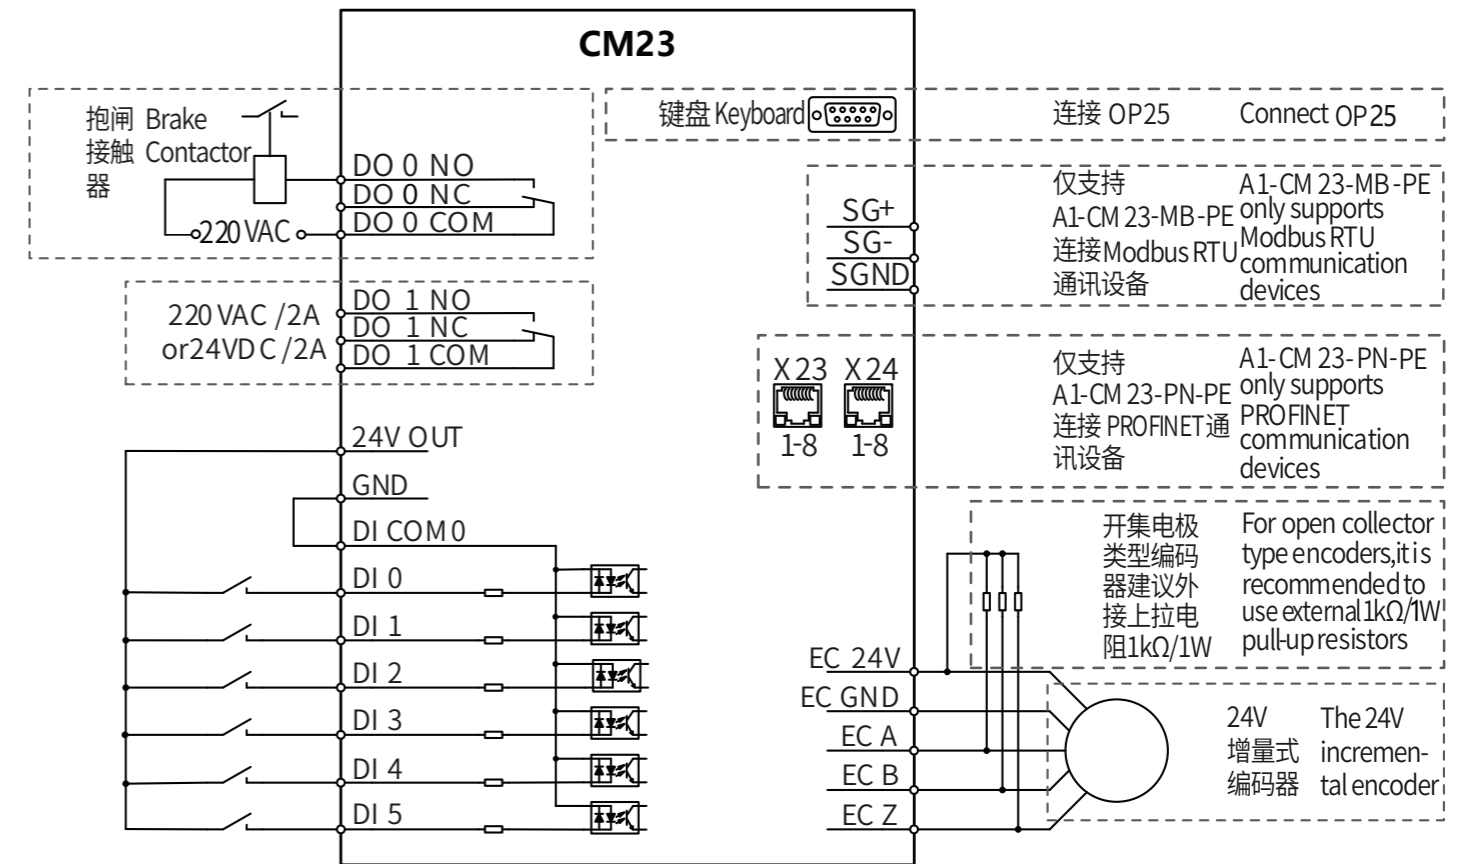 CM23
抱闸 Brake
接触 Contactor
器
220 VAC
DO 0 NO
DO 0 NC
DO 0 COM
220 VAC /2A
or24VDC /2A
DO 1 NO
DO 1 NC
DO 1 COM
24V OUT
GND
DI COM0
DI 0
DI 1
DI 2
DI 3
DI 4
DI 5
键盘 Keyboard
连接 OP25
Connect OP25
SG+
SG-
SGND
仅支持
A1-CM 23-MB-PE
连接Modbus RTU
通讯设备
A1-CM 23-MB-PE
only supports
Modbus RTU
communication
devices
X23 X24
1-8 1-8
仅支持
A1-CM 23-PN-PE
连接 PROFINET通
讯设备
A1-CM 23-PN-PE
only supports
PROFINET
communication
devices
开集电极
类型编码
器建议外
接上拉电
阻1kΩ/1W
For open collector
type encoders,it is
recommended to
use external1kΩ/1W
pull-up resistors
EC 24V
EC GND
EC A
EC B
EC Z
24V
增量式
编码器
The 24V
incremen-
tal encoder